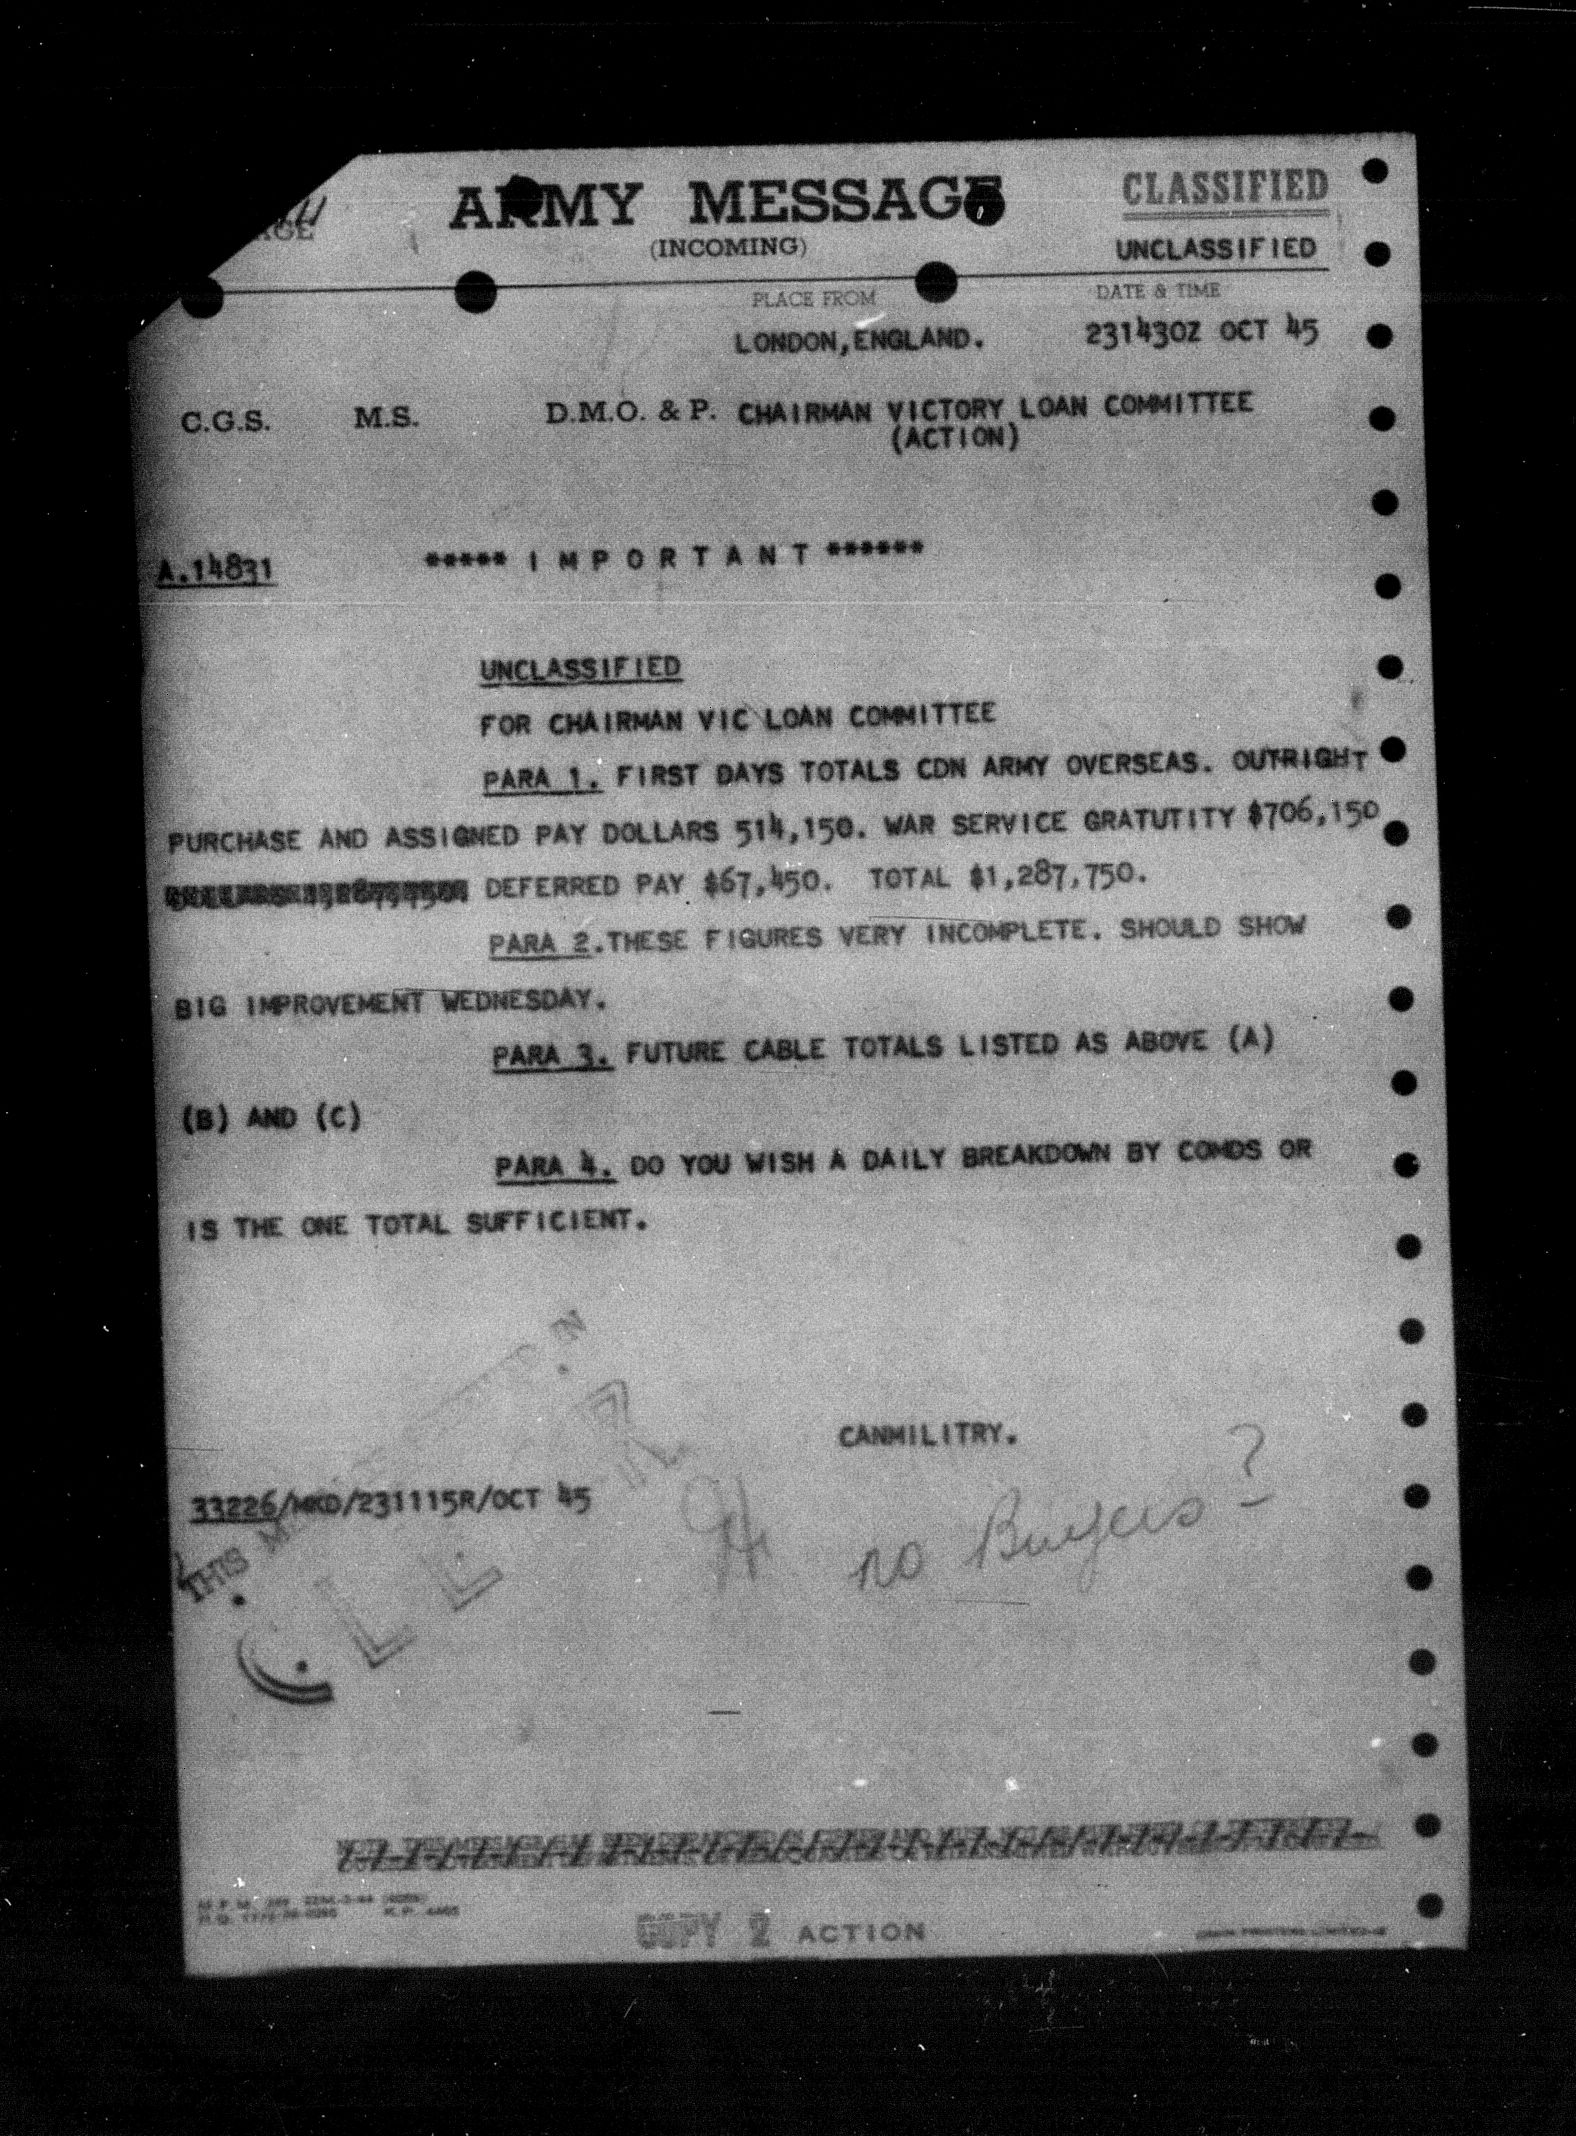 ARMY MESSAGE
(INCOMING)
CLASSIFIED
UNCLASSIFIED
PLACE FROM
DATE & TIME
LONDON, ENGLAND.
231430Z OCT 45
C.G.S. M.S. D.M.O. & P. CHAIRMAN VICTORY LOAN COMMITTEE
(ACTION)
A.14831
***** I M P O R T A N T ******
UNCLASSIFIED
FOR CHAIRMAN VIC LOAN COMMITTEE
PARA 1. FIRST DAYS TOTALS CDN ARMY OVERSEAS. OUTRIGHT
PURCHASE AND ASSIGNED PAY DOLLARS 514,150. WAR SERVICE GRATUTITY $706,150
DEFERRED PAY $67,450. TOTAL $1,287,750.
PARA 2.THESE FIGURES VERY INCOMPLETE. SHOULD SHOW
BIG IMPROVEMENT WEDNESDAY.
PARA 3. FUTURE CABLE TOTALS LISTED AS ABOVE (A)
(B) AND (C)
PARA 4. DO YOU WISH A DAILY BREAKDOWN BY COMDS OR
IS THE ONE TOTAL SUFFICIENT.
CANMILITRY.
33226/MKD/231115R/OCT 45
THIS
no Buyers?
COPY 2 ACTION